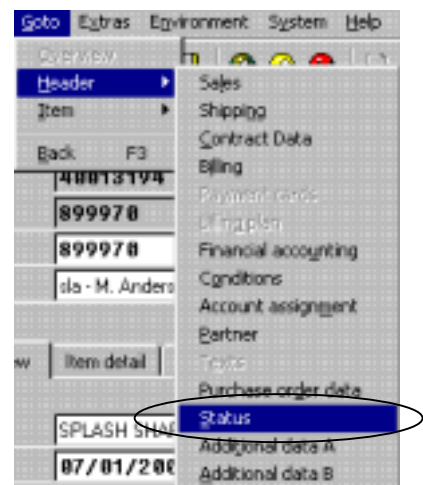 Goto Extras Environment System Help
Overview
Header
Sales
Item
Shipping
Contract Data
Back F3
Billing
40013194
Payment cards
899970
Billing plan
899970
Financial accounting
sla - M. Anders
Conditions
Account assignment
Partner
ew Item detail
Texts
Purchase order data
Status
SPLASH SHA
Additional data A
07/01/200
Additional data B